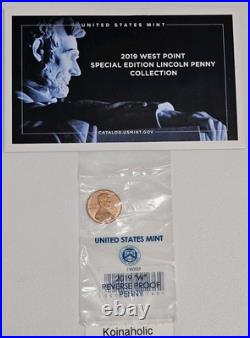 UNITED STATES MINT
2019 WEST POINT
SPECIAL EDITION LINCOLN PENNY
COLLECTION
CATALOG.USMINT.GOV
UNITED STATES MINT
2019 "W"
REVERSE PROOF
PENNY
Koinaholic